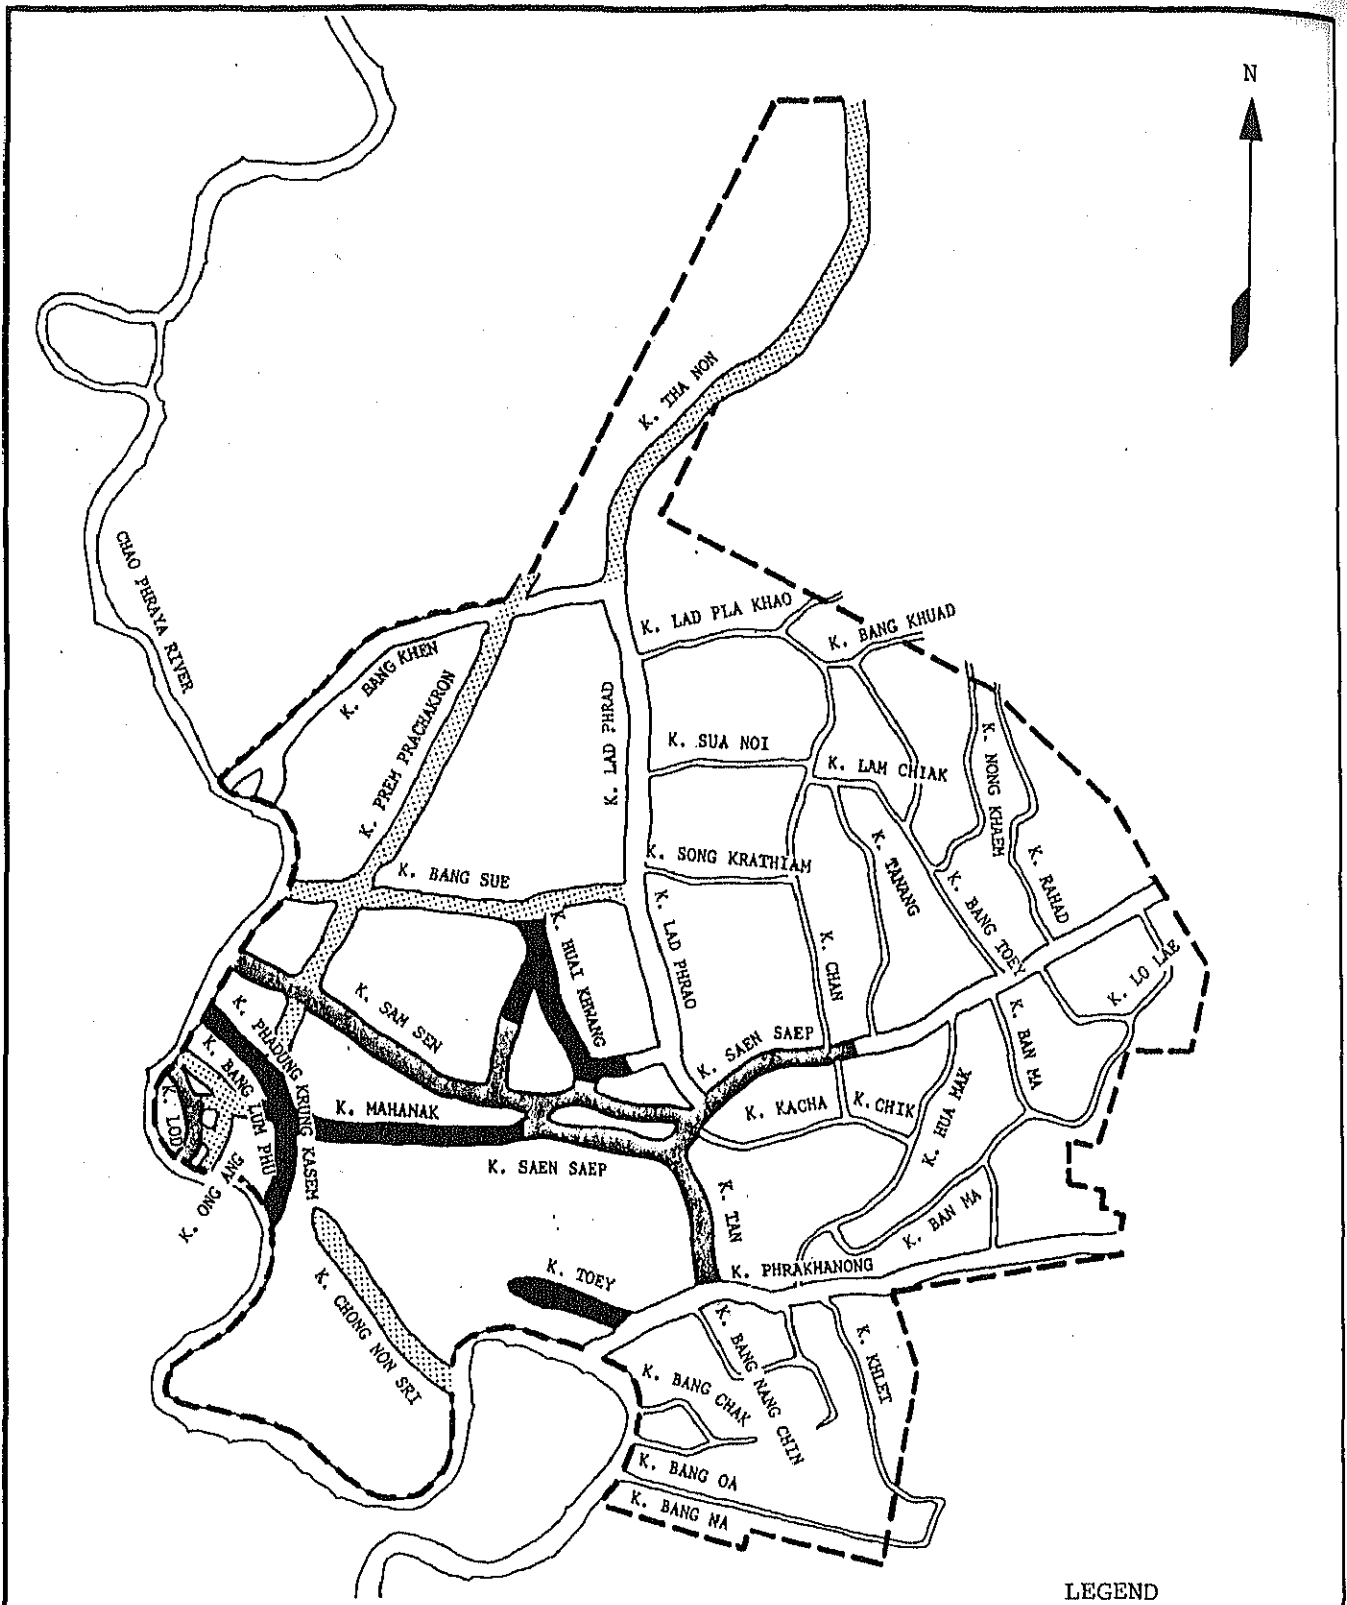 N
K. THA NON
CHAO PHRAYA RIVER
K. LAD PLA KHAO
K. BANG KHUAD
K. BANG KHEN
K. PREM PRACHAKRON
K. LAD PHRAD
K. SUA NOI
K. LAM CHIAK
K. NONG KHAEM
K. RAHAD
K. TANANG
K. SONG KRATHIAM
K. BANG SUE
K. BANG TOEY
K. HUAI KHWANG
K. LAD PHRAO
K. CHAN
K. LO LAE
K. SAM SEN
K. PHADUNG KRUNG KASEM
K. BANG LUM PHU
K. LOD
K. ONG ANG
K. MAHANAK
K. SAEN SAEP
K. SAEN SAEP
K. KACHA
K. CHIK
K. HUA MAK
K. BAN MA
K. BAN MA
K. TAN
K. PHRAKHANONG
K. TOEY
K. CHONG NON SRI
K. BANG NANG CHIN
K. KHLET
K. BANG CHAK
K. BANG OA
K. BANG NA
LEGEND